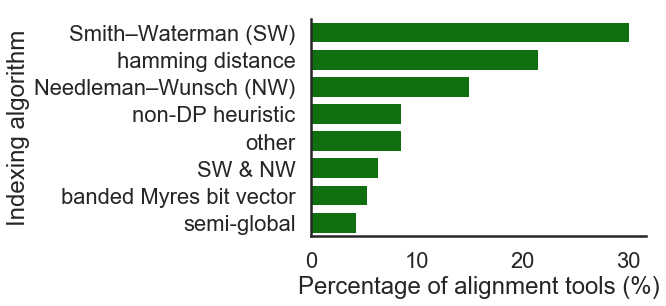 Indexing algorithm
Smith–Waterman (SW)
hamming distance
Needleman–Wunsch (NW)
non-DP heuristic
other
SW & NW
banded Myres bit vector
semi-global
0 10 20 30
Percentage of alignment tools (%)